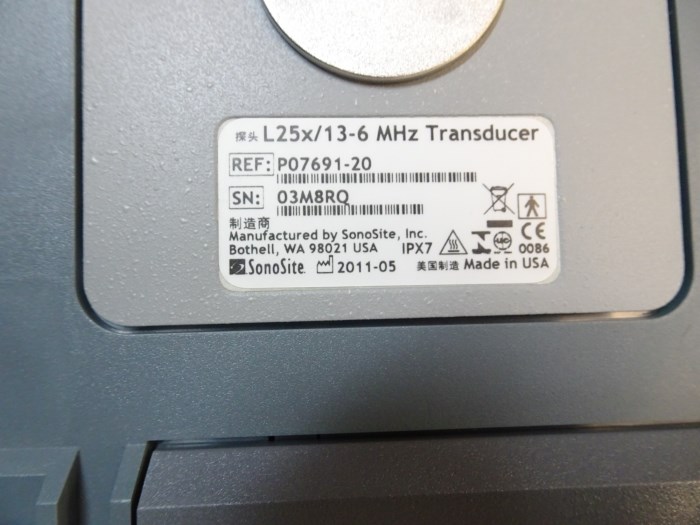 探头 L25x/13-6 MHz Transducer
REF: P07691-20
SN: 03M8RQ
制造商
Manufactured by SonoSite, Inc.
Bothell, WA 98021 USA IPX7 0086
SonoSite 2011-05 美国制造 Made in USA